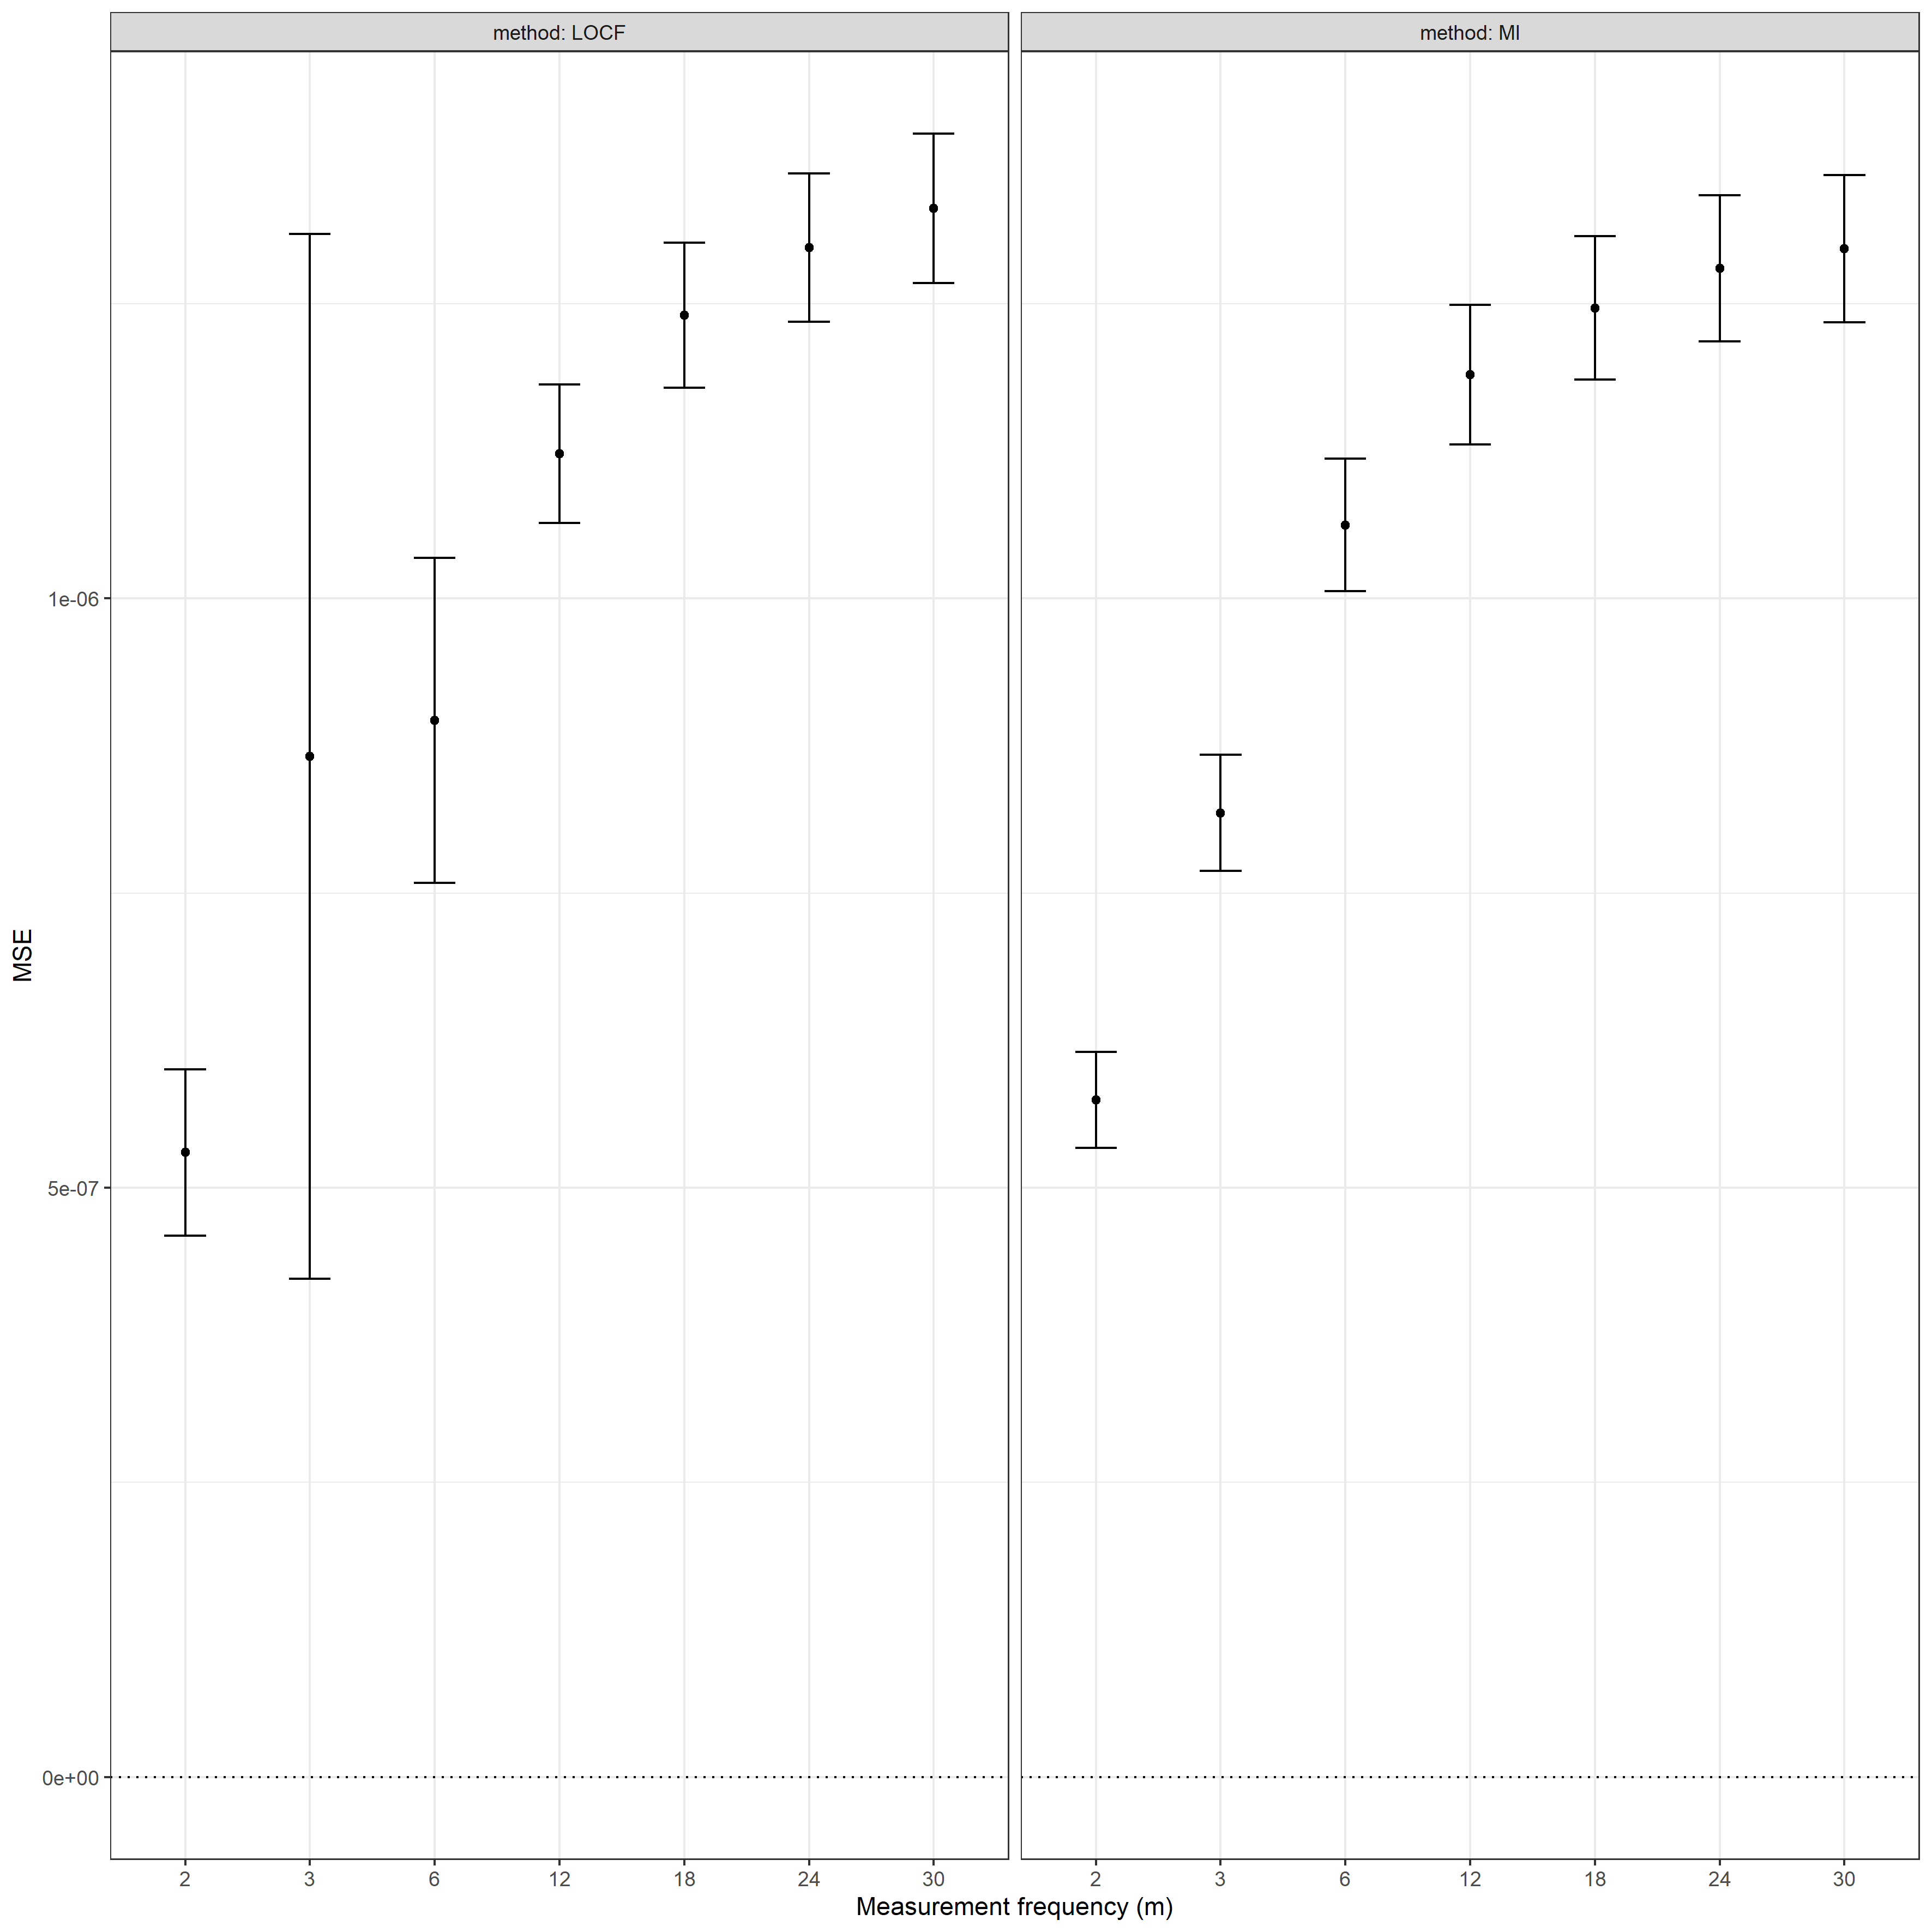 method: LOCF
method: MI
MSE
1e-06
5e-07
0e+00
2 3 6 12 18 24 30
2 3 6 12 18 24 30
Measurement frequency (m)